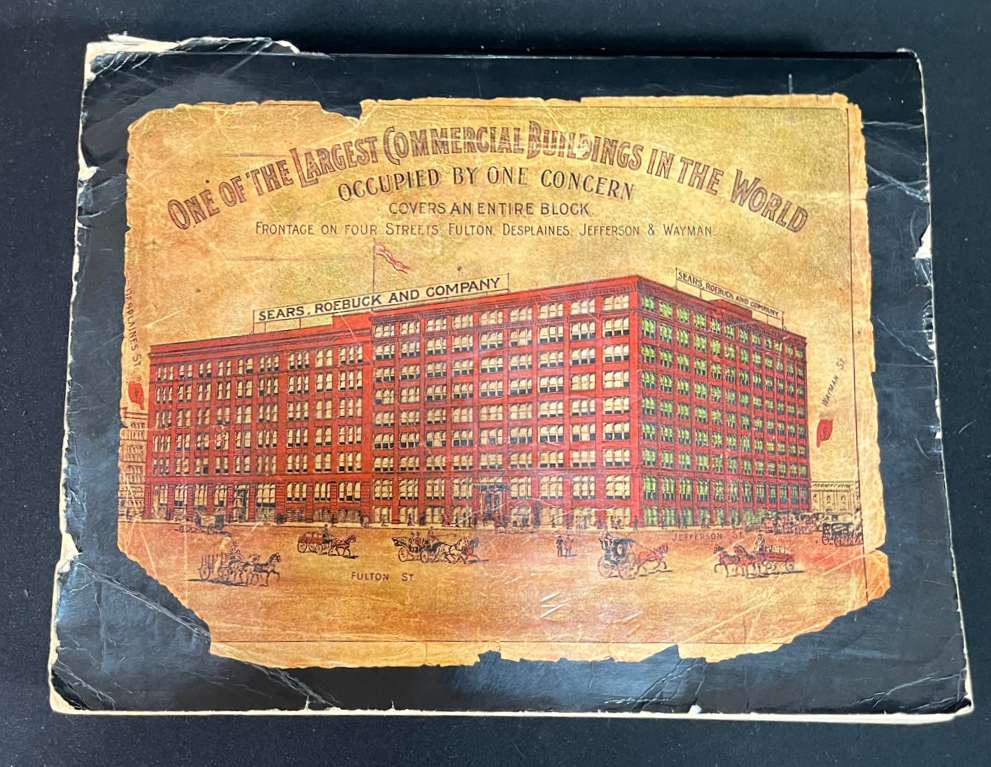 ONE OF THE LARGEST COMMERCIAL BUILDINGS IN THE WORLD
OCCUPIED BY ONE CONCERN
COVERS AN ENTIRE BLOCK
FRONTAGE ON FOUR STREETS, FULTON, DESPLAINES, JEFFERSON & WAYMAN.
SEARS, ROEBUCK AND COMPANY
SEARS, ROEBUCK AND COMPANY
DESPLAINES ST.
WAYMAN ST.
JEFFERSON ST.
FULTON ST.